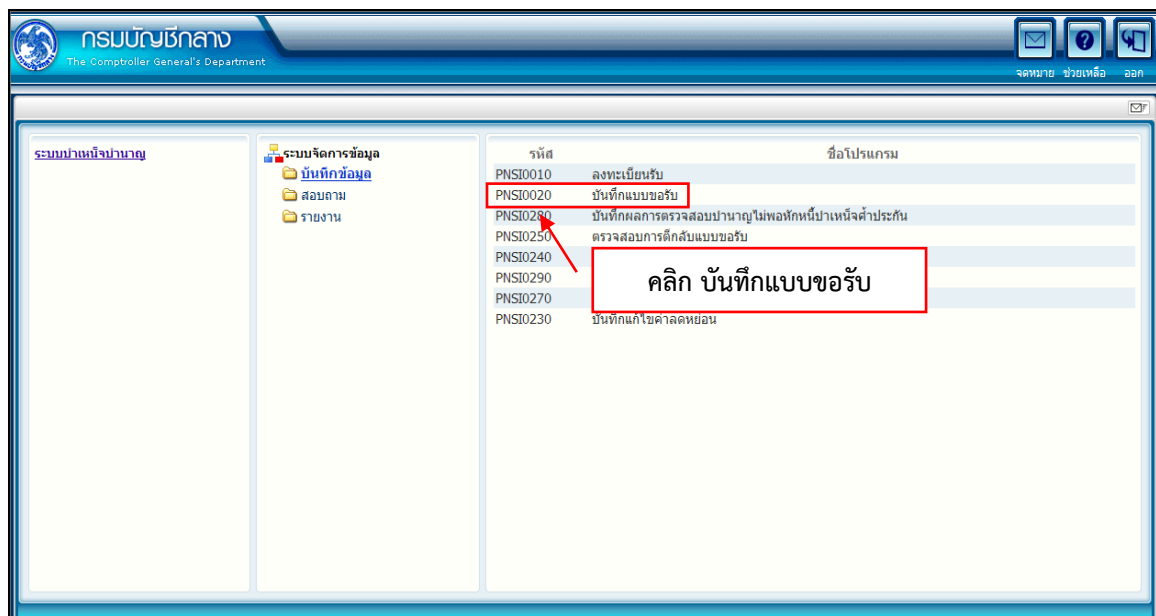 กรมบัญชีกลาง
The Comptroller General's Department
จดหมาย ช่วยเหลือ ออก
ระบบบำเหน็จบำนาญ
ระบบจัดการข้อมูล
บันทึกข้อมูล
สอบถาม
รายงาน
รหัส ชื่อโปรแกรม
PNSI0010 ลงทะเบียนรับ
PNSI0020 บันทึกแบบขอรับ
PNSI0280 บันทึกผลการตรวจสอบบำนาญไม่พอหักหนี้บำเหน็จค้ำประกัน
PNSI0250 ตรวจสอบการตีกลับแบบขอรับ
PNSI0240
PNSI0290
PNSI0270
PNSI0230 บันทึกแก้ไขค่าลดหย่อน
คลิก บันทึกแบบขอรับ